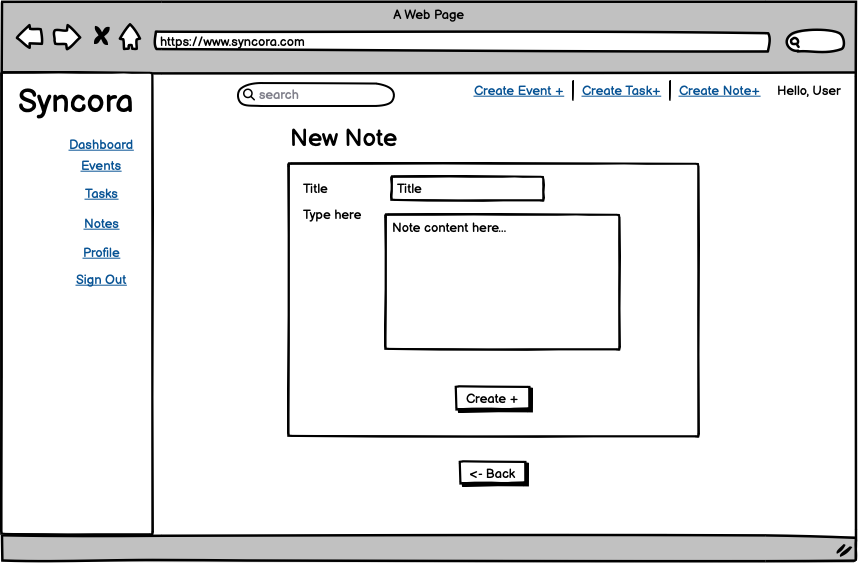 A Web Page
https://www.syncora.com
Syncora
search
Create Event +
Create Task+
Create Note+
Hello, User
Dashboard
Events
Tasks
Notes
Profile
Sign Out
New Note
Title
Title
Type here
Note content here...
Create +
<- Back